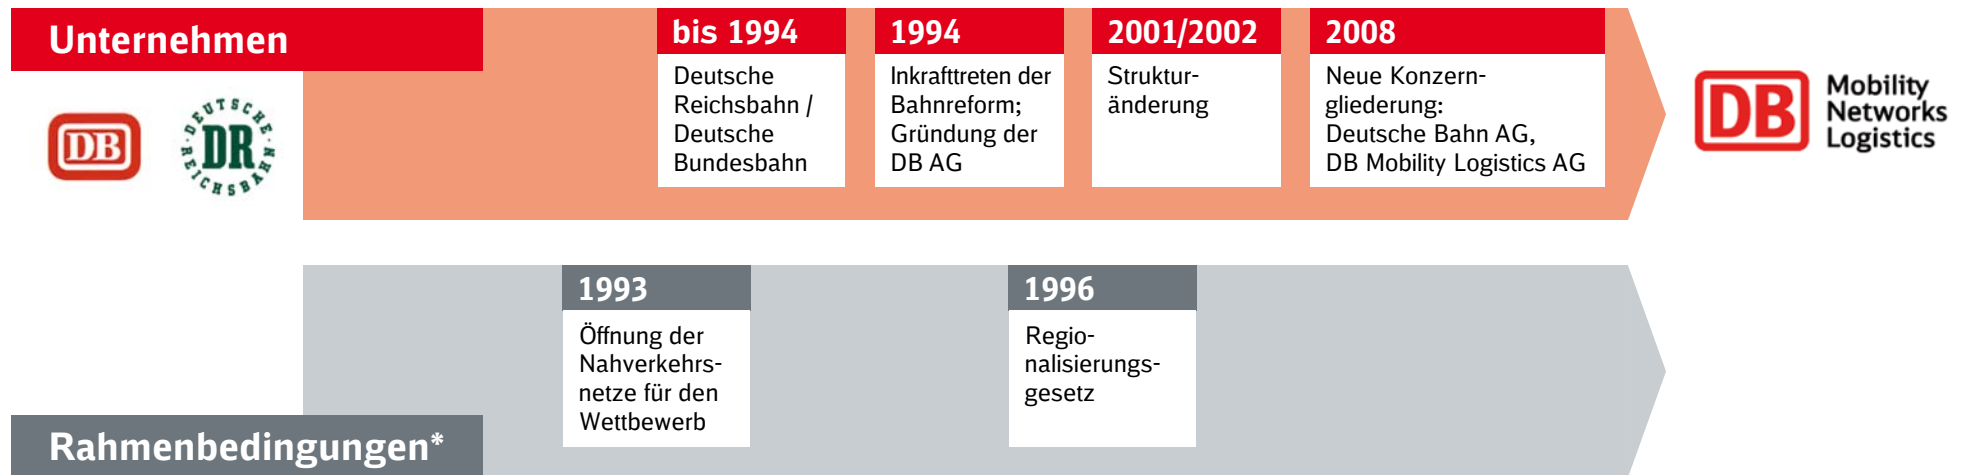 Unternehmen
DB
DEUTSCHE
DR
REICHSBAHN
bis 1994
Deutsche
Reichsbahn /
Deutsche
Bundesbahn
1994
Inkrafttreten der
Bahnreform;
Gründung der
DB AG
2001/2002
Struktur-
änderung
2008
Neue Konzern-
gliederung:
Deutsche Bahn AG,
DB Mobility Logistics AG
DB
Mobility
Networks
Logistics
1993
Öffnung der
Nahverkehrs-
netze für den
Wettbewerb
1996
Regio-
nalisierungs-
gesetz
Rahmenbedingungen*